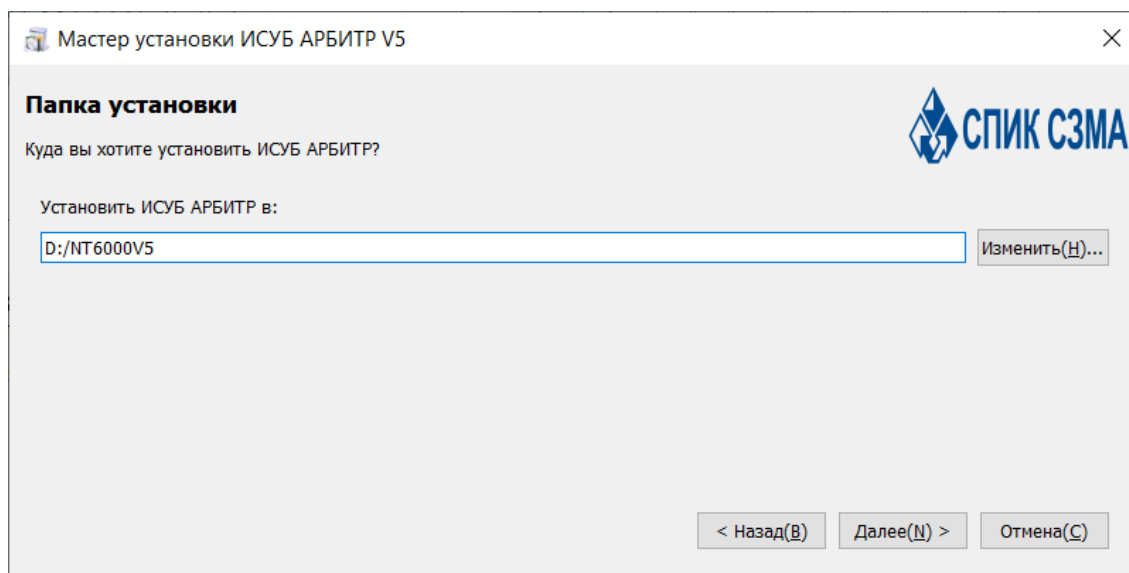 Мастер установки ИСУБ АРБИТР V5
Папка установки
СПИК СЗМА
Куда вы хотите установить ИСУБ АРБИТР?
Установить ИСУБ АРБИТР в:
D:/NT6000V5
Изменить(H)...
< Назад(B)
Далее(N) >
Отмена(C)